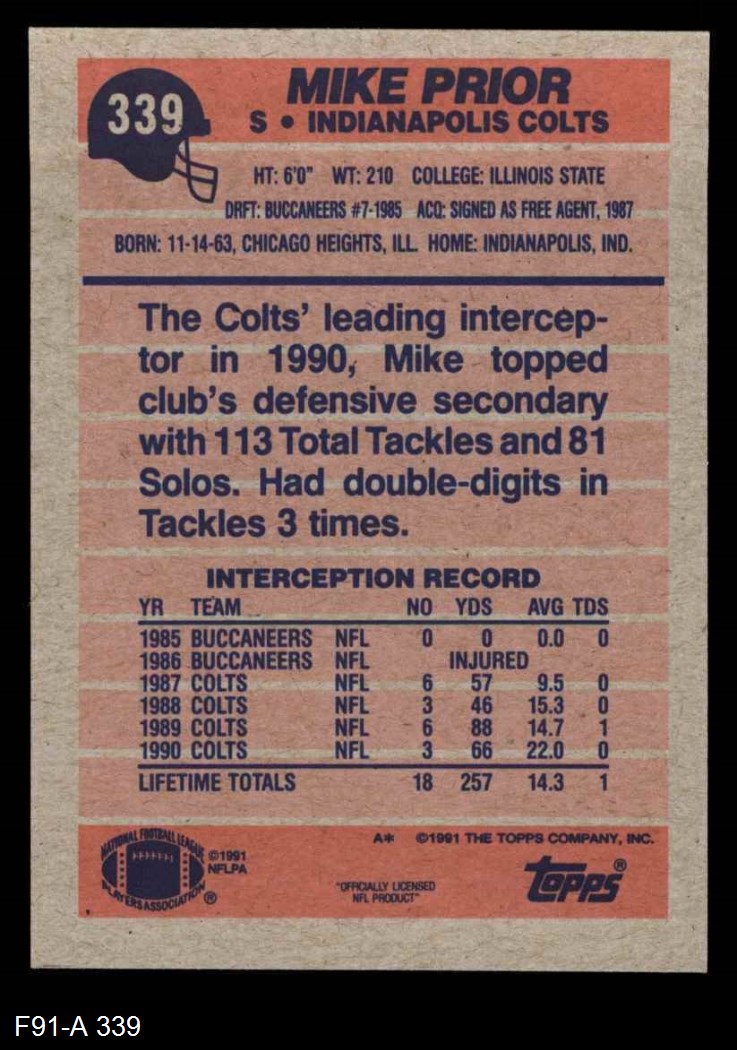 339
MIKE PRIOR
S • INDIANAPOLIS COLTS
HT: 6'0" WT: 210 COLLEGE: ILLINOIS STATE
DRFT: BUCCANEERS #7-1985 ACQ: SIGNED AS FREE AGENT, 1987
BORN: 11-14-63, CHICAGO HEIGHTS, ILL. HOME: INDIANAPOLIS, IND.
The Colts' leading intercep-
tor in 1990, Mike topped
club's defensive secondary
with 113 Total Tackles and 81
Solos. Had double-digits in
Tackles 3 times.
INTERCEPTION RECORD
YR TEAM NO YDS AVG TDS
1985 BUCCANEERS NFL 0 0 0.0 0
1986 BUCCANEERS NFL INJURED
1987 COLTS NFL 6 57 9.5 0
1988 COLTS NFL 3 46 15.3 0
1989 COLTS NFL 6 88 14.7 1
1990 COLTS NFL 3 66 22.0 0
LIFETIME TOTALS 18 257 14.3 1
A* ©1991 THE TOPPS COMPANY, INC.
NATIONAL FOOTBALL LEAGUE
PLAYERS ASSOCIATION ®
©1991
NFLPA
"OFFICIALLY LICENSED
NFL PRODUCT"
topps®
F91-A 339